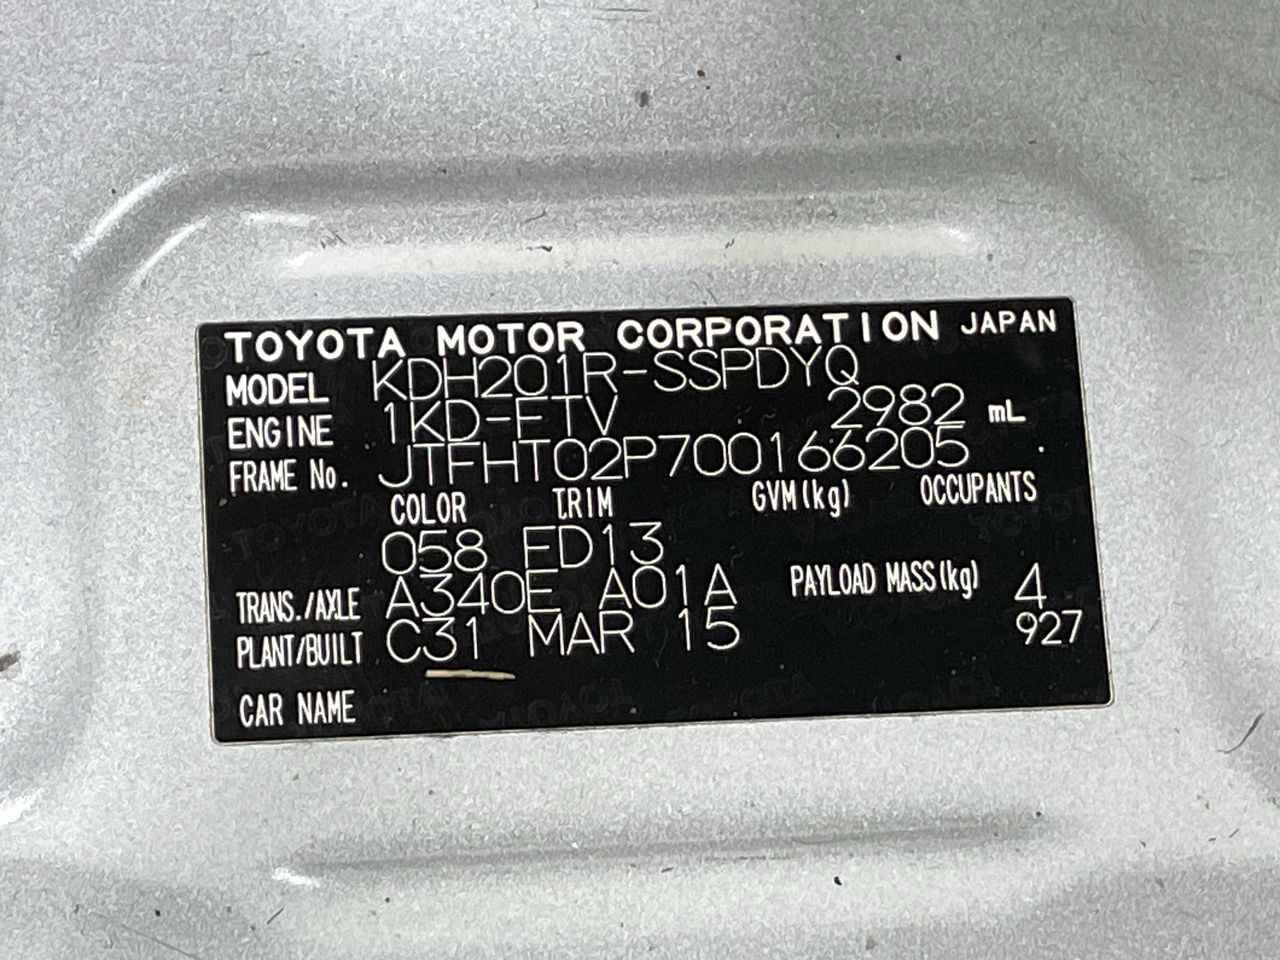 TOYOTA MOTOR CORPORATION JAPAN
MODEL KDH201R-SSPDYQ
ENGINE 1KD-FTV 2982 mL
FRAME No. JTFHT02P700166205
COLOR TRIM GVM(kg) OCCUPANTS
058 ED13
TRANS./AXLE A340E A01A PAYLOAD MASS(kg) 4
PLANT/BUILT C31 MAR 15 927
CAR NAME